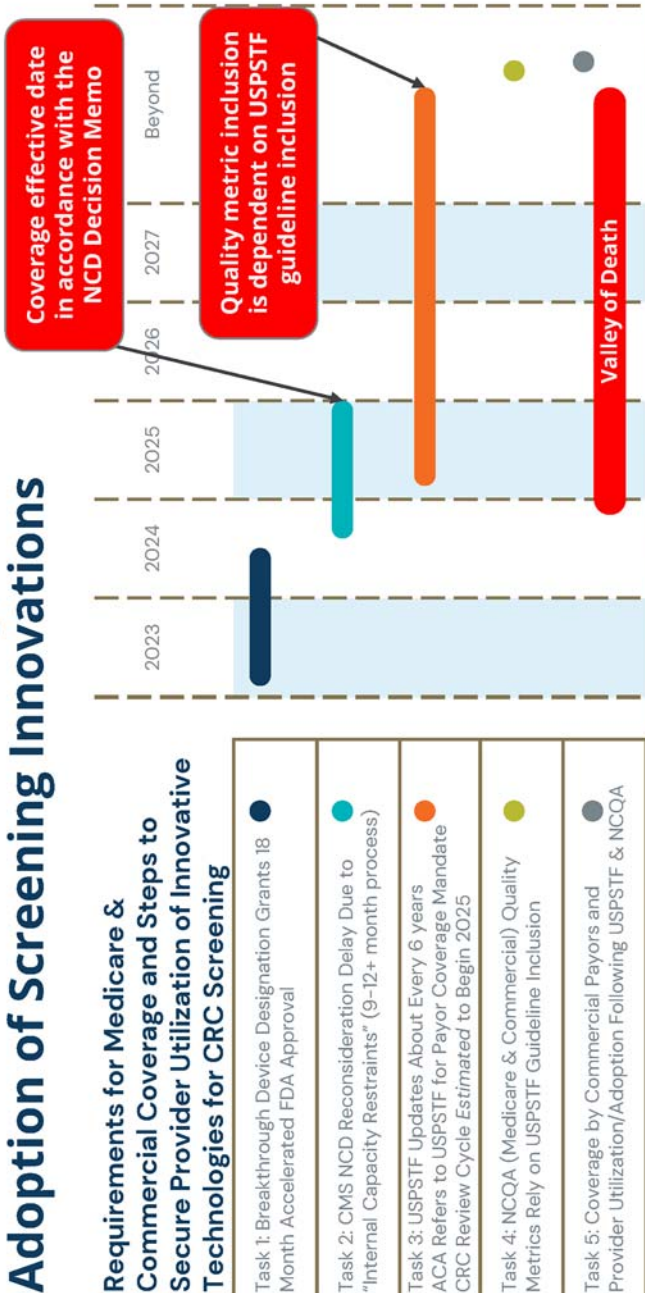 Adoption of Screening Innovations
Requirements for Medicare &
Commercial Coverage and Steps to
Secure Provider Utilization of Innovative
Technologies for CRC Screening
2023
2024
2025
2026
2027
Beyond
Coverage effective date
in accordance with the
NCD Decision Memo
Quality metric inclusion
is dependent on USPSTF
guideline inclusion
Task 1: Breakthrough Device Designation Grants 18
Month Accelerated FDA Approval
Task 2: CMS NCD Reconsideration Delay Due to
“Internal Capacity Restraints” (9-12+ month process)
Task 3: USPSTF Updates About Every 6 years
ACA Refers to USPSTF for Payor Coverage Mandate
CRC Review Cycle Estimated to Begin 2025
Task 4: NCQA (Medicare & Commercial) Quality
Metrics Rely on USPSTF Guideline Inclusion
Task 5: Coverage by Commercial Payors and
Provider Utilization/Adoption Following USPSTF & NCQA
Valley of Death